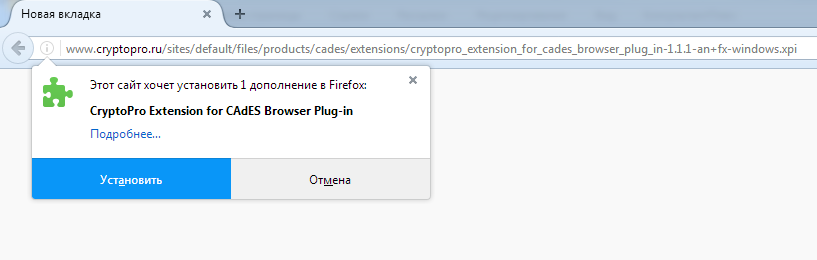 Новая вкладка
www.cryptopro.ru/sites/default/files/products/cades/extensions/cryptopro_extension_for_cades_browser_plug_in-1.1.1-an+fx-windows.xpi
Этот сайт хочет установить 1 дополнение в Firefox:
CryptoPro Extension for CAdES Browser Plug-in
Подробнее...
Установить
Отмена